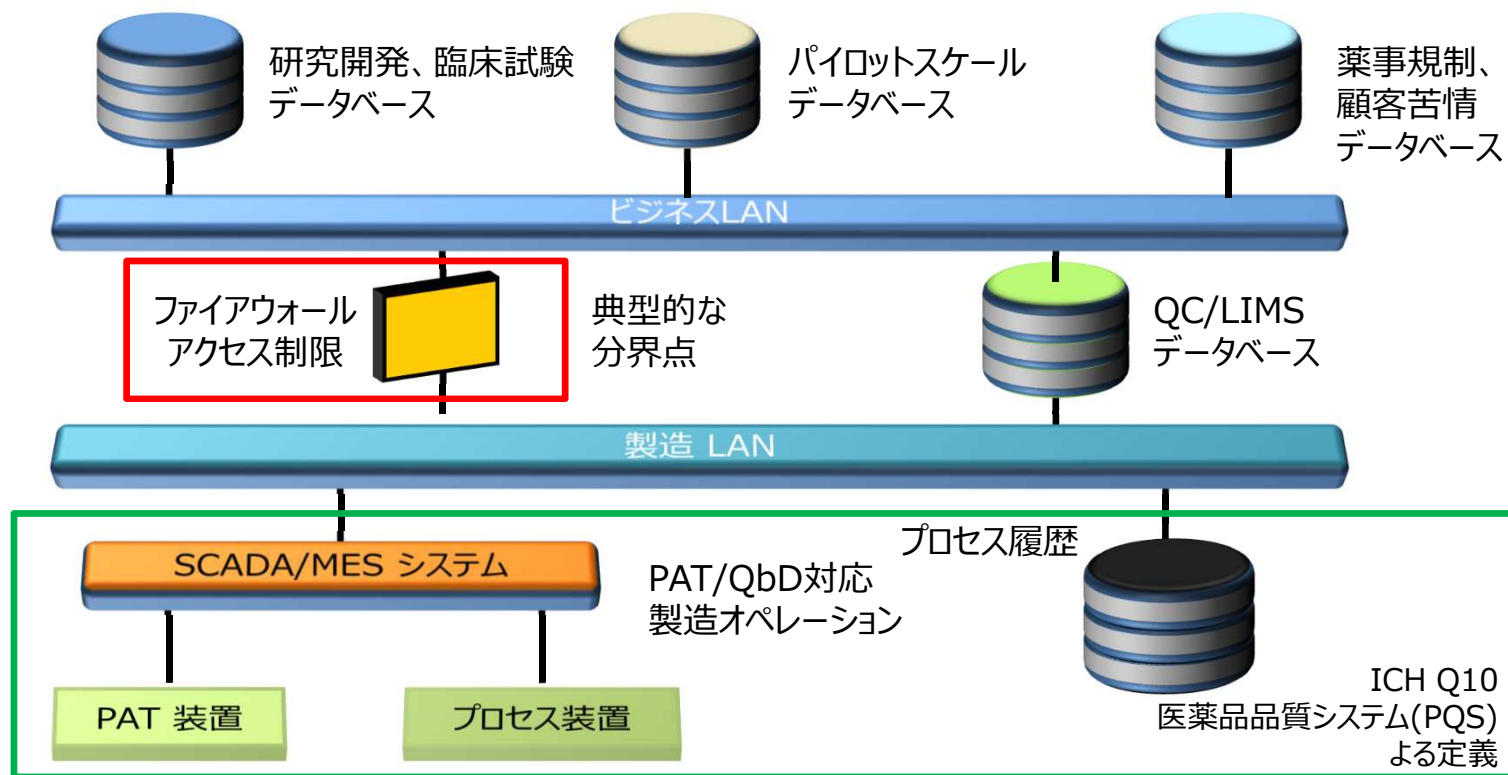 研究開発、臨床試験
データベース
パイロットスケール
データベース
薬事規制、
顧客苦情
データベース
ビジネスLAN
ファイアウォール
アクセス制限
典型的な
分界点
QC/LIMS
データベース
製造 LAN
SCADA/MES システム
PAT/QbD対応
製造オペレーション
プロセス履歴
PAT 装置
プロセス装置
ICH Q10
医薬品品質システム(PQS)
よる定義